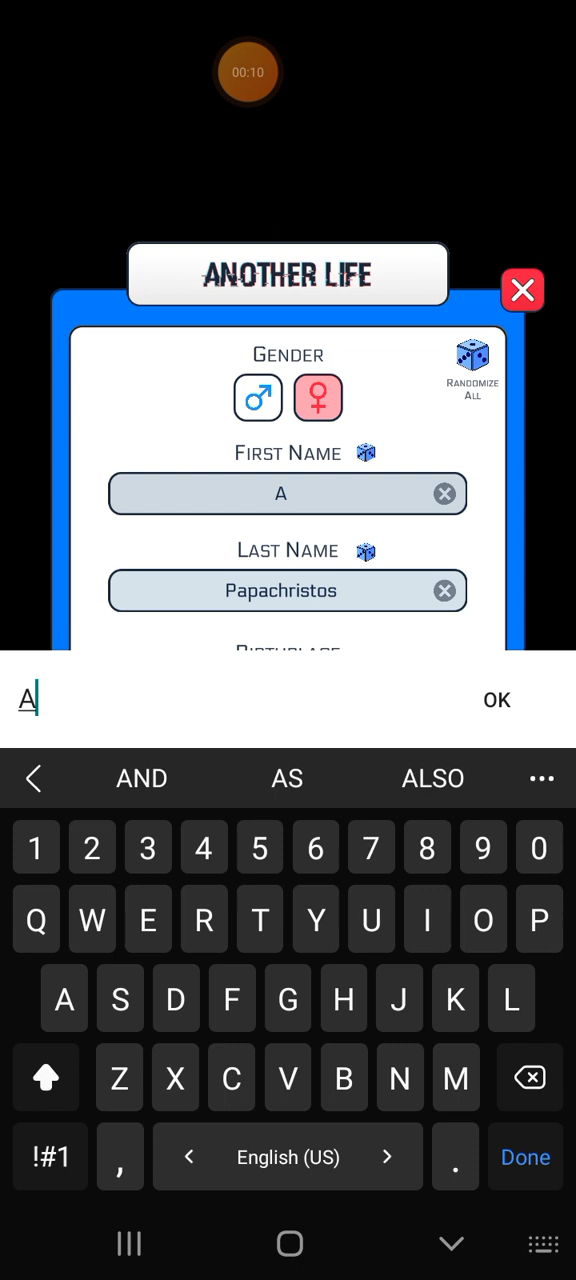 00:10
ANOTHER LIFE
GENDER
RANDOMIZE
ALL
FIRST NAME
A
LAST NAME
Papachristos
BIRTHPLACE
A
OK
AND AS ALSO
1 2 3 4 5 6 7 8 9 0
Q W E R T Y U I O P
A S D F G H J K L
Z X C V B N M
!#1 , < English (US) > . Done